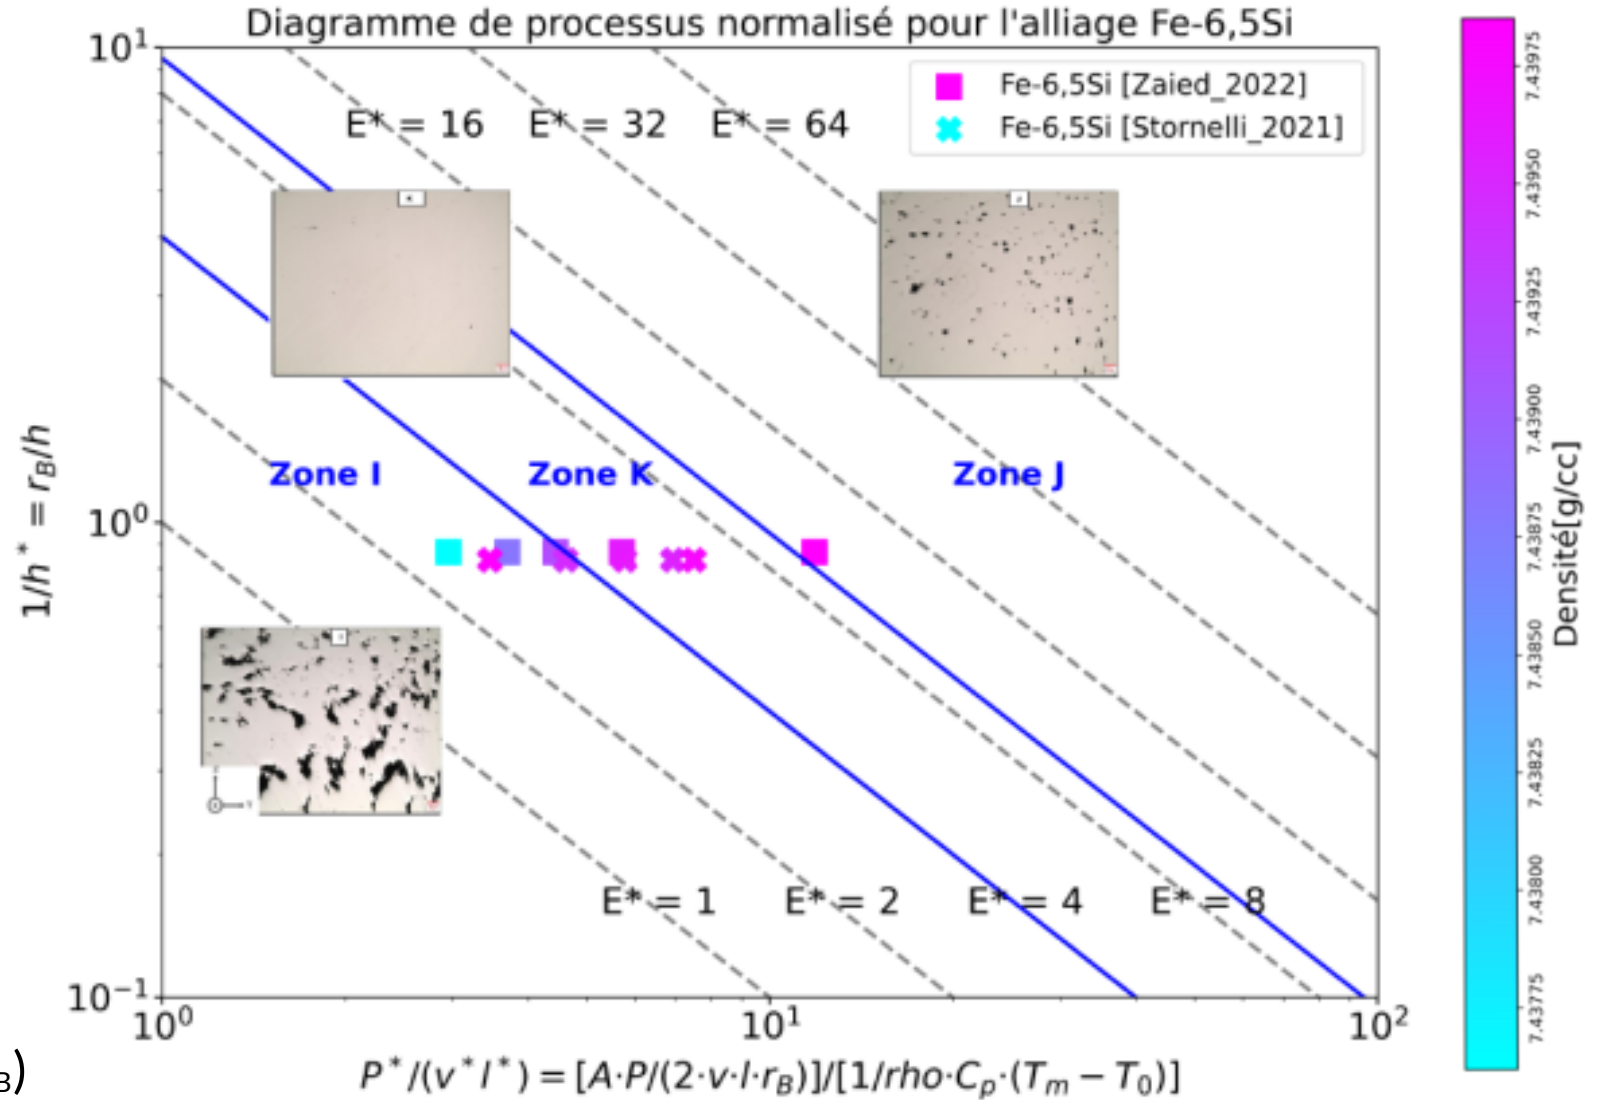 Diagramme de processus normalisé pour l'alliage Fe-6,5Si
10¹
Fe-6,5Si [Zaied_2022]
Fe-6,5Si [Stornelli_2021]
E* = 16
E* = 32
E* = 64
Zone I
Zone K
Zone J
1/h* = r_B/h
10⁰
E* = 1
E* = 2
E* = 4
E* = 8
10⁻¹
10⁰
10¹
10²
B)
P*/(v*l*) = [A·P/(2·v·l·r_B)]/[1/rho·C_p·(T_m − T_0)]
7.43975
7.43950
7.43925
7.43900
7.43875
7.43850
7.43825
7.43800
7.43775
Densité[g/cc]